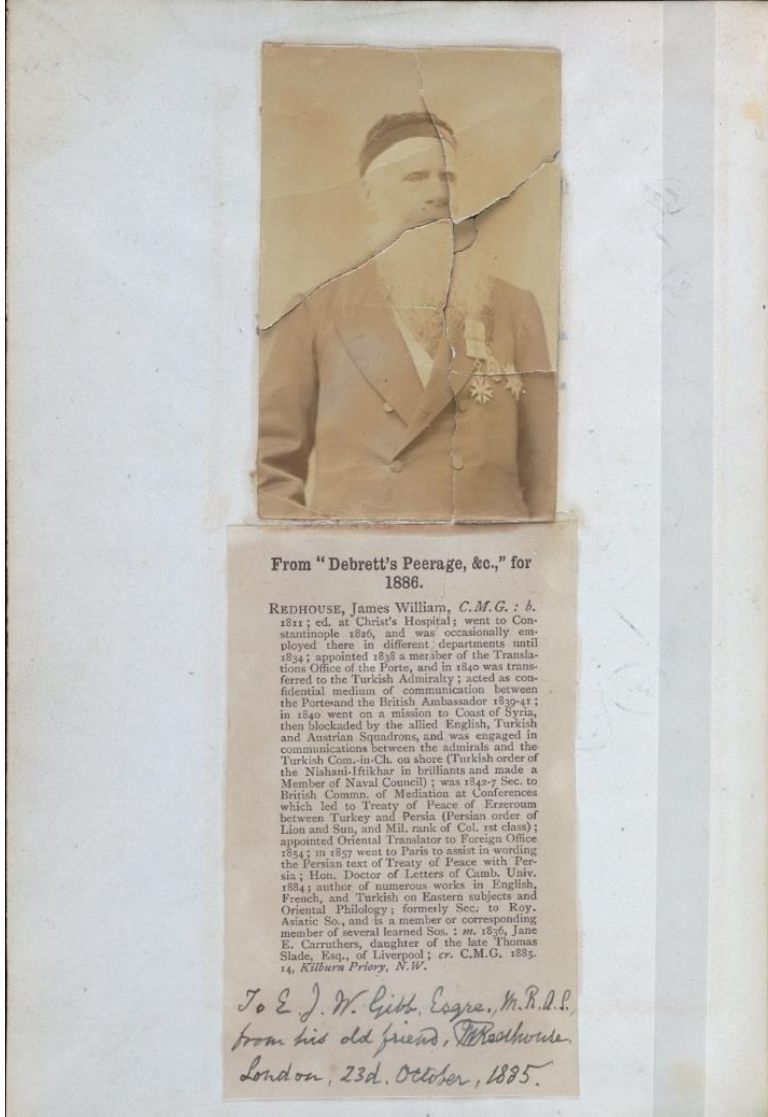 From "Debrett's Peerage, &c.," for
1886.
REDHOUSE, James William, C.M.G. : b.
1811 ; ed. at Christ's Hospital ; went to Con-
stantinople 1826, and was occasionally em-
ployed there in different departments until
1834 ; appointed 1838 a member of the Transla-
tions Office of the Porte, and in 1840 was trans-
ferred to the Turkish Admiralty ; acted as con-
fidential medium of communication between
the Porte and the British Ambassador 1839-41 ;
in 1840 went on a mission to Coast of Syria,
then blockaded by the allied English, Turkish
and Austrian Squadrons, and was engaged in
communications between the admirals and the
Turkish Com.-in-Ch. on shore (Turkish order of
the Nishani-Iftikhar in brilliants and made a
Member of Naval Council) ; was 1842-7 Sec. to
British Commn. of Mediation at Conferences
which led to Treaty of Peace of Erzeroum
between Turkey and Persia (Persian order of
Lion and Sun, and Mil. rank of Col. 1st class) ;
appointed Oriental Translator to Foreign Office
1854 ; in 1857 went to Paris to assist in wording
the Persian text of Treaty of Peace with Per-
sia ; Hon. Doctor of Letters of Camb. Univ.
1884 ; author of numerous works in English,
French, and Turkish on Eastern subjects and
Oriental Philology ; formerly Sec. to Roy.
Asiatic So., and is a member or corresponding
member of several learned Sos. : m. 1836, Jane
E. Carruthers, daughter of the late Thomas
Slade, Esq., of Liverpool ; cr. C.M.G. 1885.
14, Kilburn Priory, N.W.
To E. J. W. Gibb, Esqre., M.R.A.S.,
from his old friend, JWRedhouse
London, 23d. October, 1885.